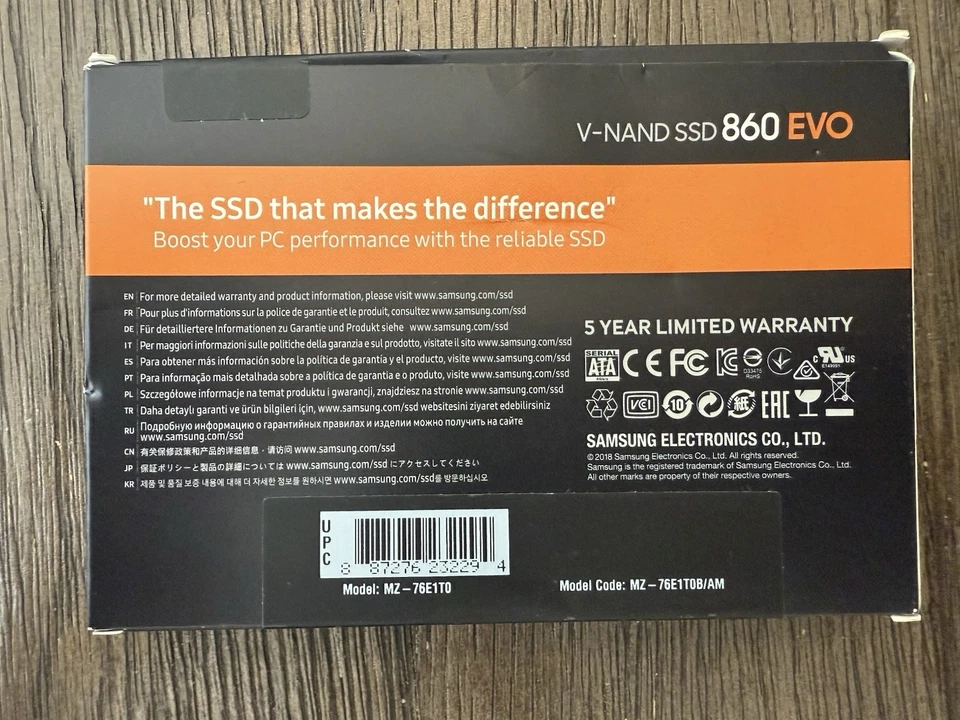 V-NAND SSD 860 EVO
"The SSD that makes the difference"
Boost your PC performance with the reliable SSD
EN For more detailed warranty and product information, please visit www.samsung.com/ssd
FR Pour plus d'informations sur la police de garantie et le produit, consultez www.samsung.com/ssd
DE Für detailliertere Informationen zu Garantie und Produkt siehe www.samsung.com/ssd
IT Per maggiori informazioni sulle politiche della garanzia e sul prodotto, visitate il sito www.samsung.com/ssd
ES Para obtener más información sobre la política de garantía y el producto, visite www.samsung.com/ssd
PT Para informação mais detalhada sobre a política de garantia e o produto, visite www.samsung.com/ssd
PL Szczegółowe informacje na temat produktu i gwarancji, znajdziesz na stronie www.samsung.com/ssd
TR Daha detaylı garanti ve ürün bilgileri için, www.samsung.com/ssd websitesini ziyaret edebilirsiniz
RU Подробную информацию о гарантийных правилах и изделии можно получить на сайте
www.samsung.com/ssd
CN 有关保修政策和产品的详细信息，请访问 www.samsung.com/ssd
JP 保証ポリシーと製品の詳細については www.samsung.com/ssd にアクセスしてください
KR 제품 및 품질 보증 내용에 대해 더 자세한 정보를 원하시면 www.samsung.com/ssd를 방문하십시오
5 YEAR LIMITED WARRANTY
SERIAL ATA CE FC KC D33475 RoHS c RU US E149091
VCI 10 紙 EAC
SAMSUNG ELECTRONICS CO., LTD.
©2018 Samsung Electronics Co., Ltd. All rights reserved.
Samsung is the registered trademark of Samsung Electronics Co., Ltd.
All other marks are property of their respective owners.
UPC
8 87276 23229 4
Model: MZ-76E1T0
Model Code: MZ-76E1T0B/AM